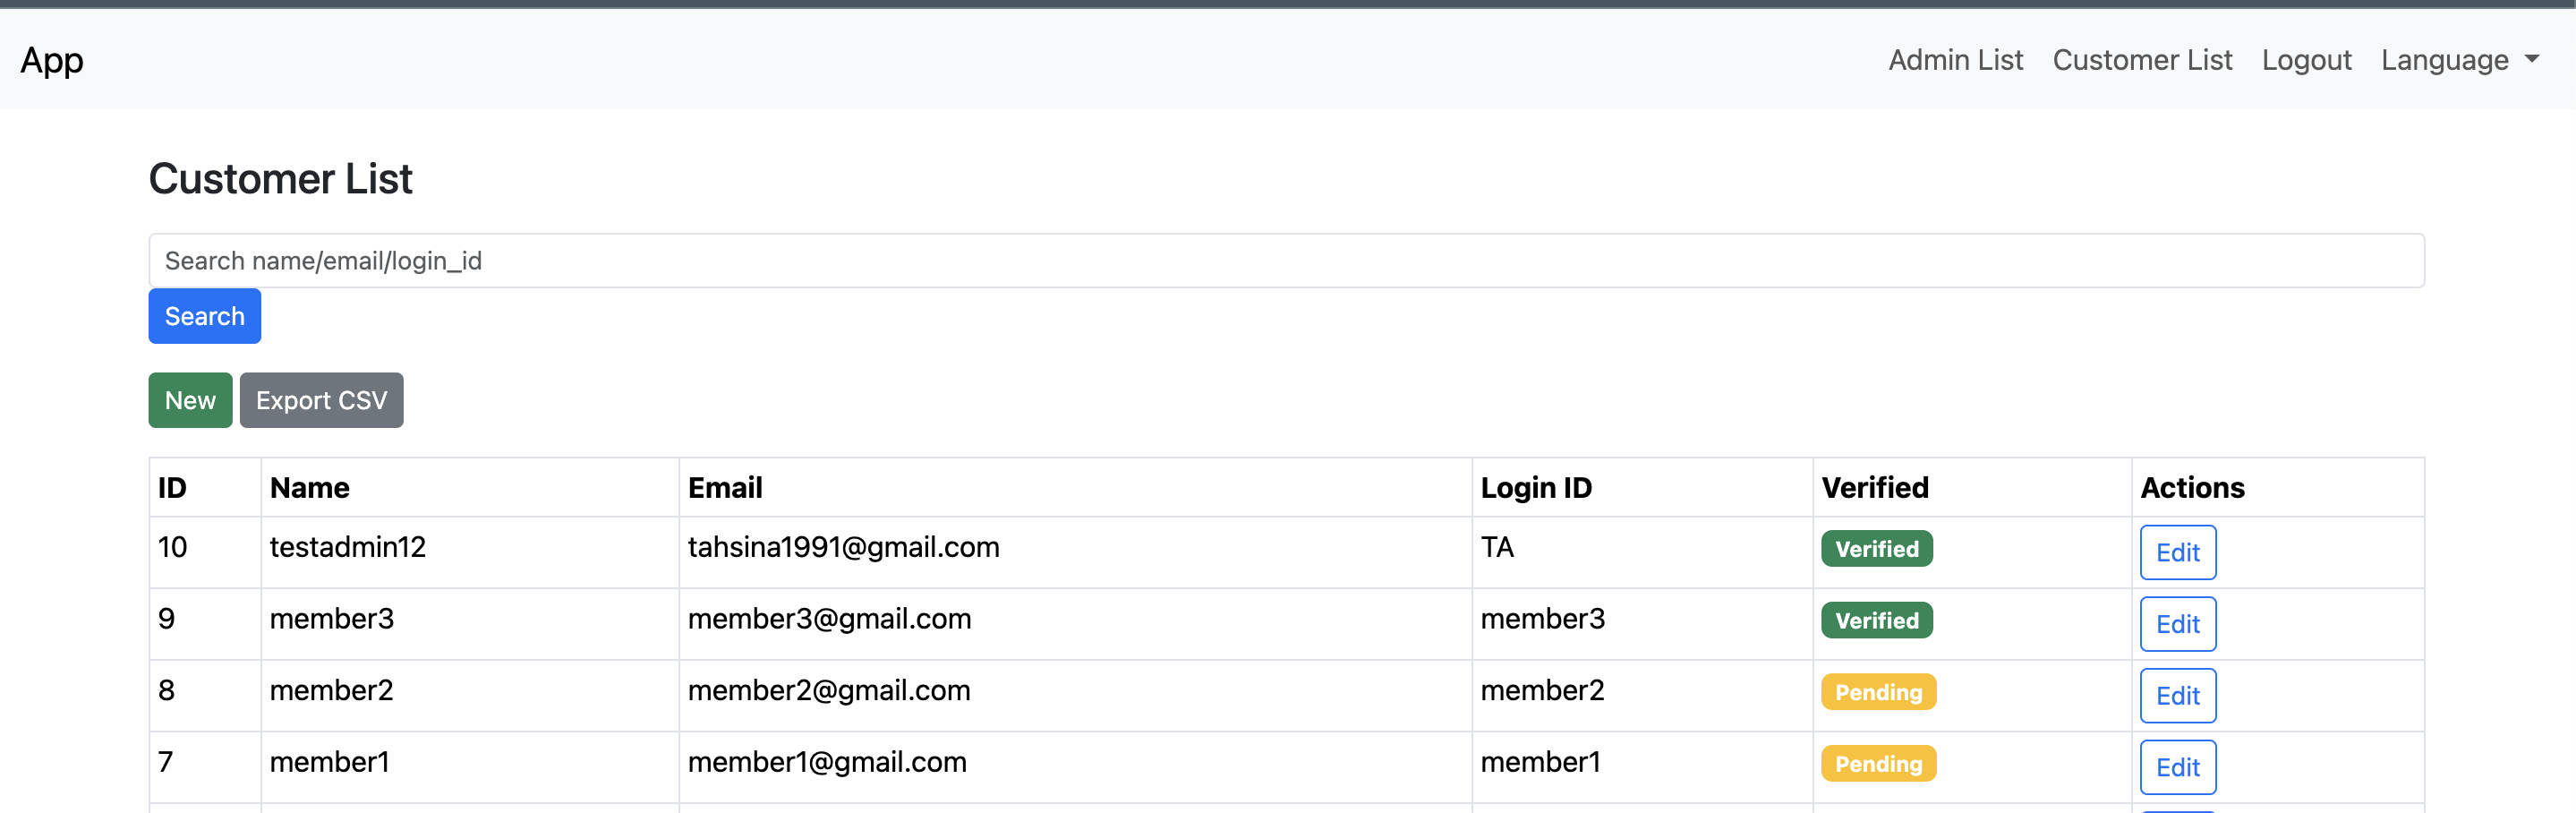 App Admin List Customer List Logout Language
Customer List
Search name/email/login_id
Search
New Export CSV
ID Name Email Login ID Verified Actions
10 testadmin12 tahsina1991@gmail.com TA Verified Edit
9 member3 member3@gmail.com member3 Verified Edit
8 member2 member2@gmail.com member2 Pending Edit
7 member1 member1@gmail.com member1 Pending Edit